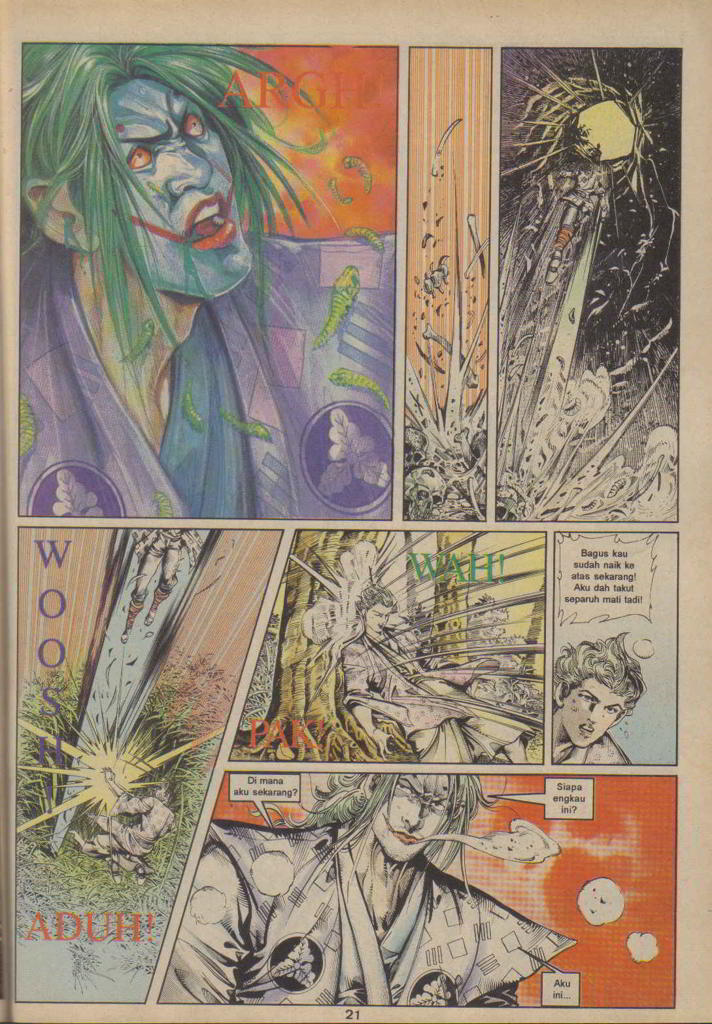 ARGH!
WOOSH!
ADUH!
WAH!
PAK!
Bagus kau
sudah naik ke
atas sekarang!
Aku dah takut
separuh mati tadi!
Di mana
aku sekarang?
Siapa
engkau
ini?
Aku
ini...
21